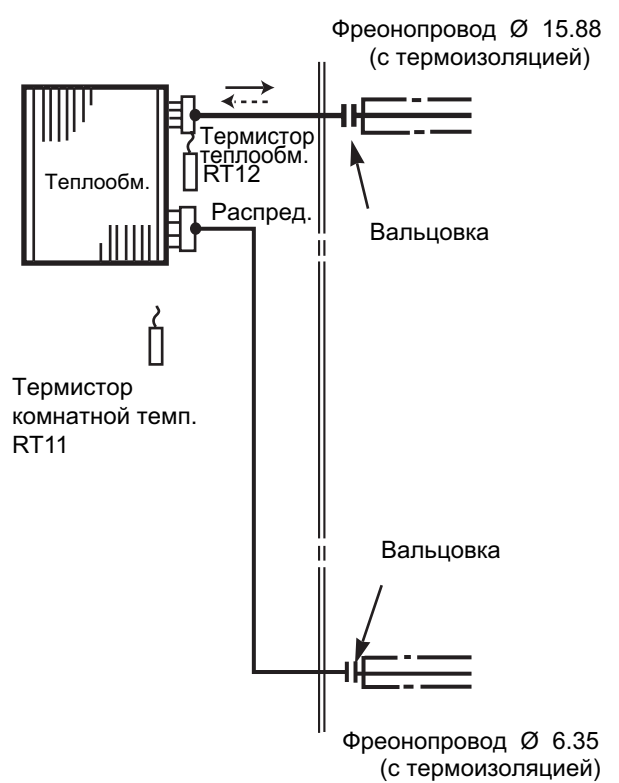 Фреонопровод Ø 15.88
(с термоизоляцией)
Термистор
теплообм.
RT12
Теплообм.
Распред.
Вальцовка
Термистор
комнатной темп.
RT11
Вальцовка
Фреонопровод Ø 6.35
(с термоизоляцией)